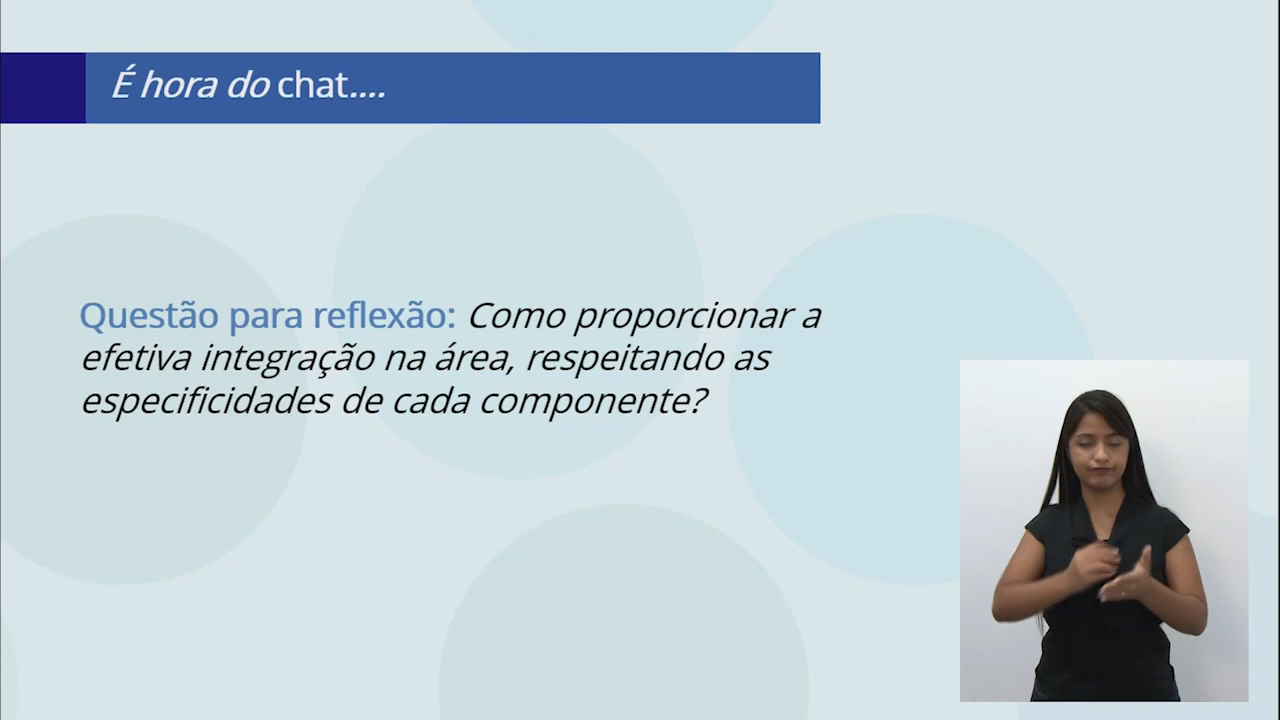 É hora do chat....
Questão para reflexão: Como proporcionar a
efetiva integração na área, respeitando as
especificidades de cada componente?